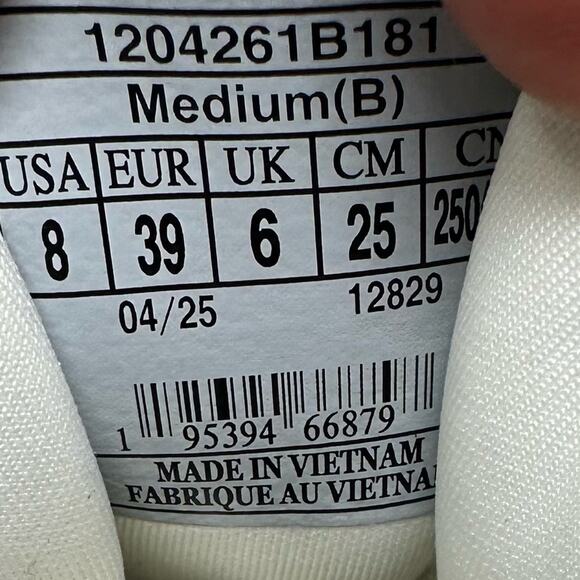 1204261B181
Medium(B)
USA EUR UK CM
8 39 6 25
04/25 12829
1 95394 66879
MADE IN VIETNAM
FABRIQUE AU